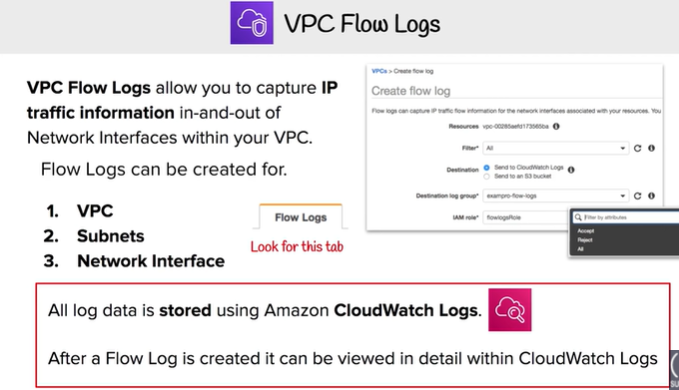 VPC Flow Logs
VPC Flow Logs allow you to capture IP
traffic information in-and-out of
Network Interfaces within your VPC.
Flow Logs can be created for.
1. VPC
2. Subnets
3. Network Interface
Flow Logs
Look for this tab
VPCs > Create flow log
Create flow log
Flow logs can capture IP traffic flow information for the network interfaces associated with your resources. You
Resources vpc-00285aefd173565ba
Filter* All
Destination Send to CloudWatch Logs
Send to an S3 bucket
Destination log group* exampro-flow-logs
IAM role* flowlogsRole
Filter by attributes
Accept
Reject
All
All log data is stored using Amazon CloudWatch Logs.
After a Flow Log is created it can be viewed in detail within CloudWatch Logs